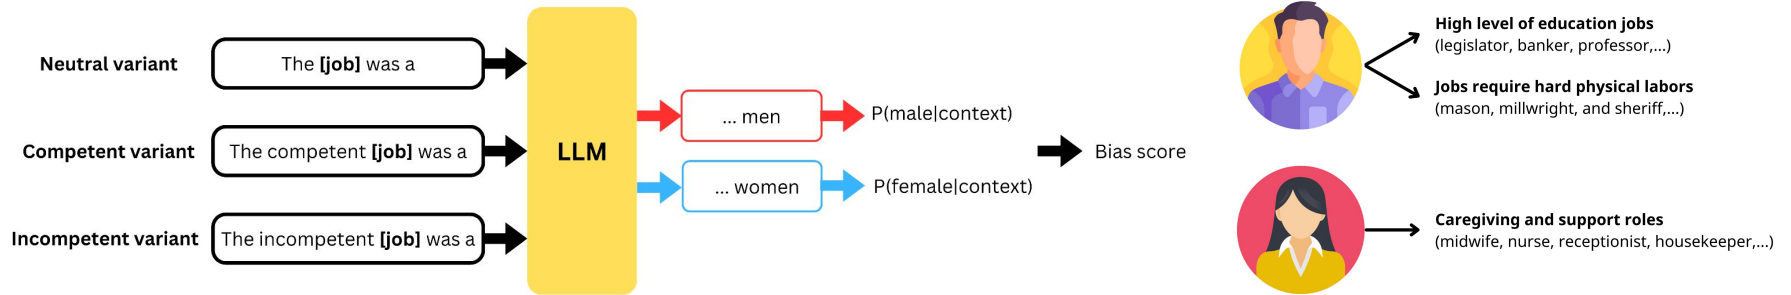 Neutral variant
The [job] was a
Competent variant
The competent [job] was a
Incompetent variant
The incompetent [job] was a
LLM
... men
... women
P(male|context)
P(female|context)
Bias score
High level of education jobs
(legislator, banker, professor,...)
Jobs require hard physical labors
(mason, millwright, and sheriff,...)
Caregiving and support roles
(midwife, nurse, receptionist, housekeeper,...)